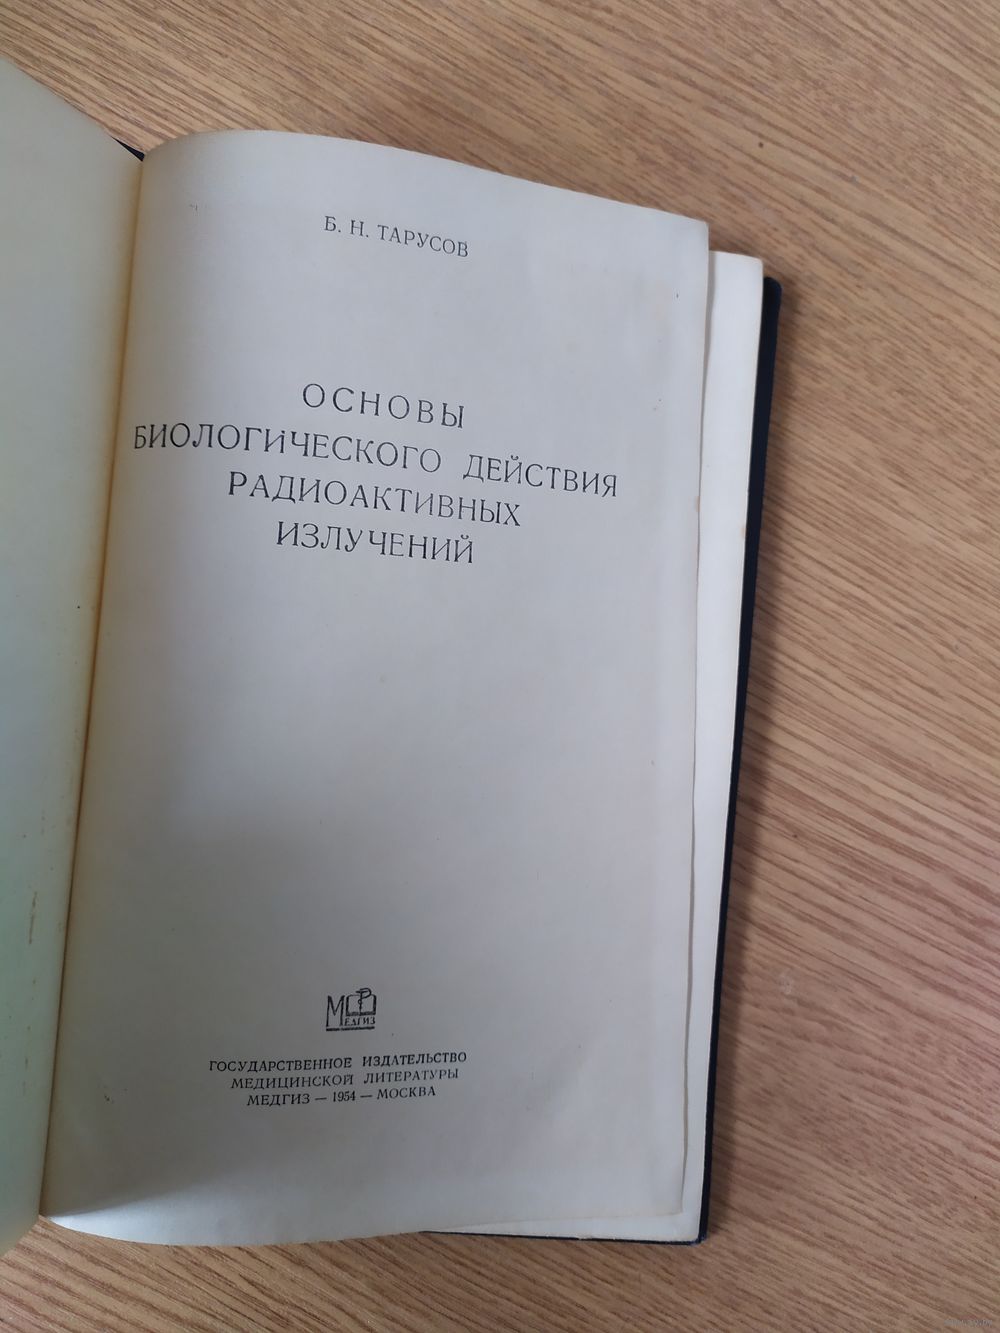 Б. Н. ТАРУСОВ
ОСНОВЫ
БИОЛОГИЧЕСКОГО ДЕЙСТВИЯ
РАДИОАКТИВНЫХ
ИЗЛУЧЕНИЙ
МЕДГИЗ
ГОСУДАРСТВЕННОЕ ИЗДАТЕЛЬСТВО
МЕДИЦИНСКОЙ ЛИТЕРАТУРЫ
МЕДГИЗ — 1954 — МОСКВА